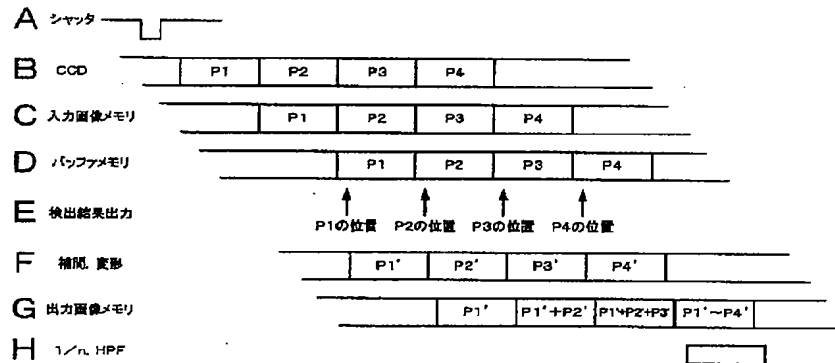 A シャッタ
B CCD P1 P2 P3 P4
C 入力画像メモリ P1 P2 P3 P4
D バッファメモリ P1 P2 P3 P4
E 検出結果出力 P1の位置 P2の位置 P3の位置 P4の位置
F 補間,変形 P1' P2' P3' P4'
G 出力画像メモリ P1' P1'+P2' P1'+P2'+P3' P1'~P4'
H 1/n, HPF